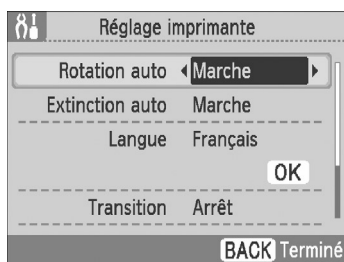 Réglage imprimante
Rotation auto Marche
Extinction auto Marche
Langue Français
OK
Transition Arrêt
BACK Terminé